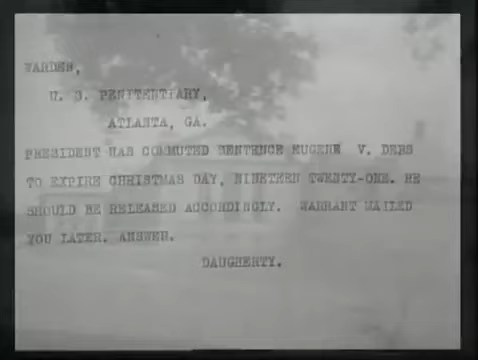 WARDEN,
U. S. PENITENTIARY,
ATLANTA, GA.
PRESIDENT HAS COMMUTED SENTENCE EUGENE V. DEBS
TO EXPIRE CHRISTMAS DAY, NINETEEN TWENTY-ONE. HE
SHOULD BE RELEASED ACCORDINGLY. WARRANT MAILED
YOU LATER. ANSWER.
DAUGHERTY.